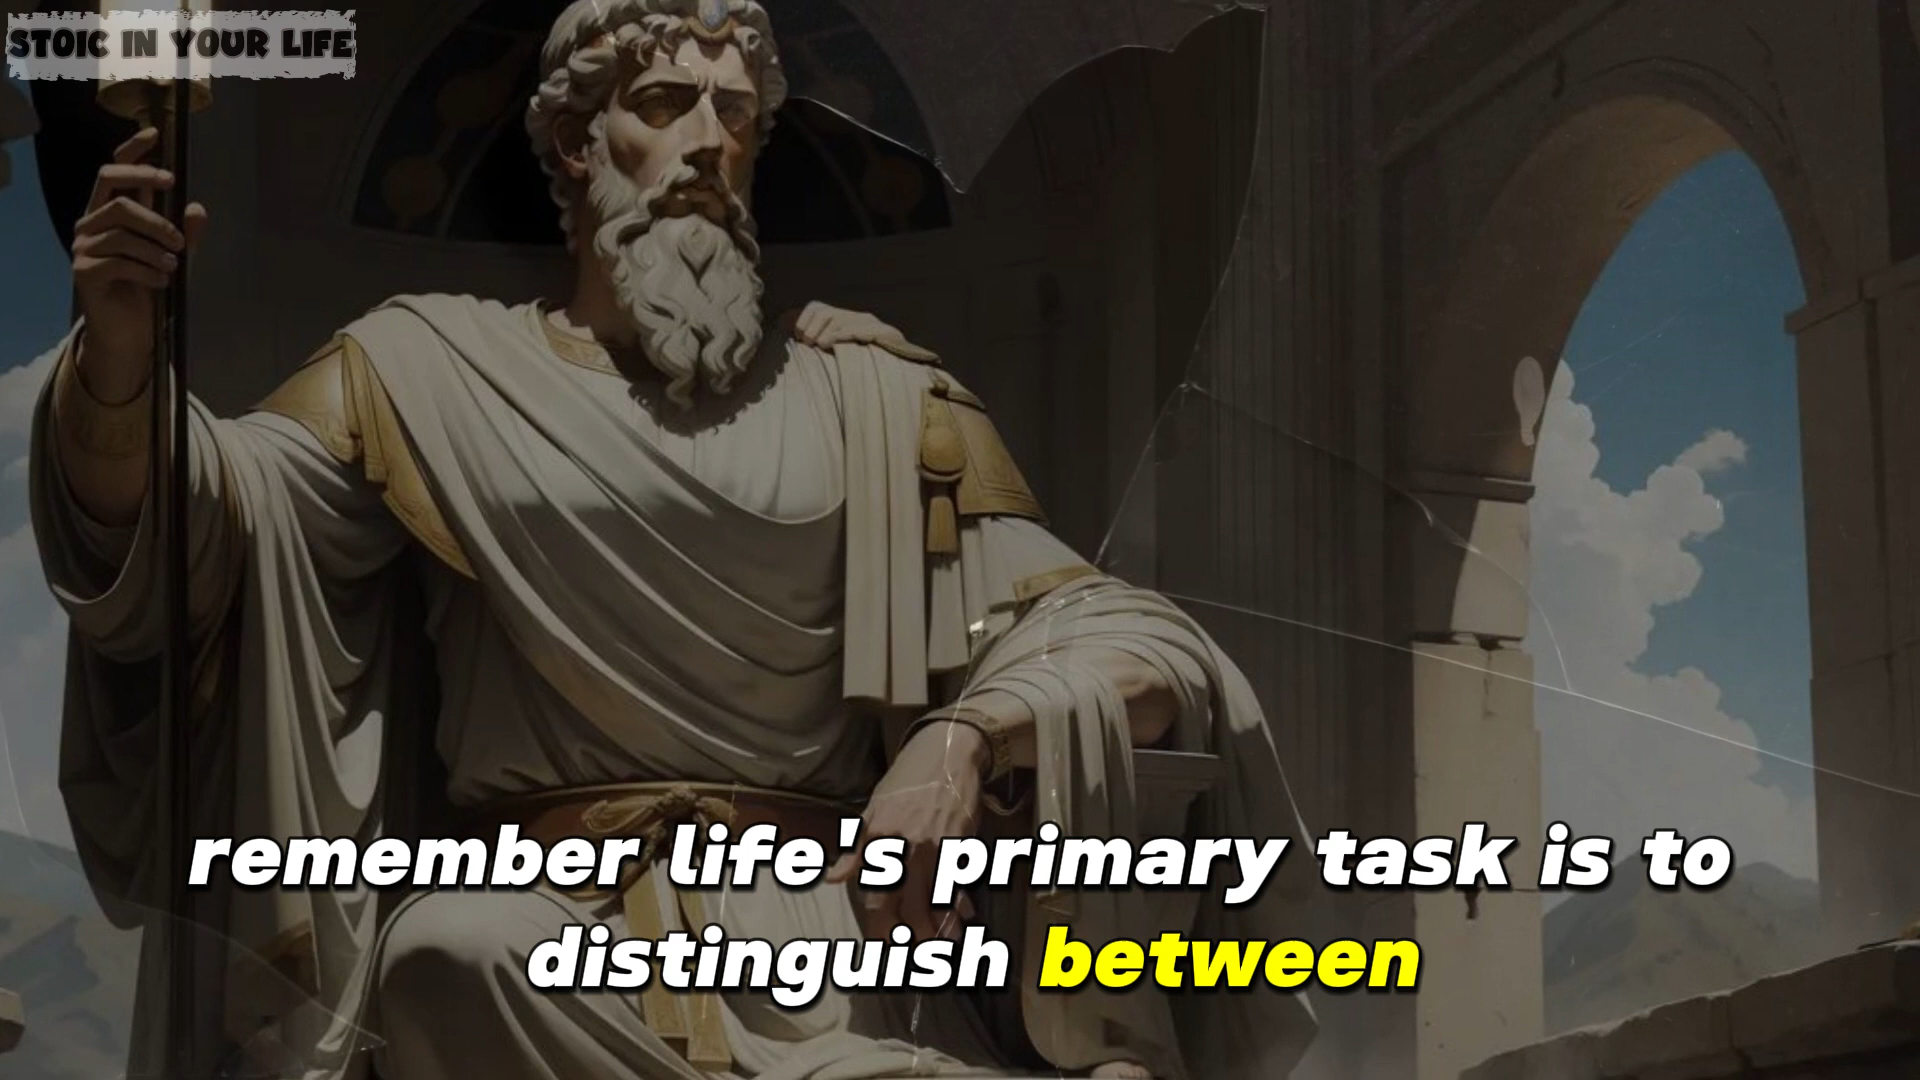 STOIC IN YOUR LIFE
remember life's primary task is to
distinguish between